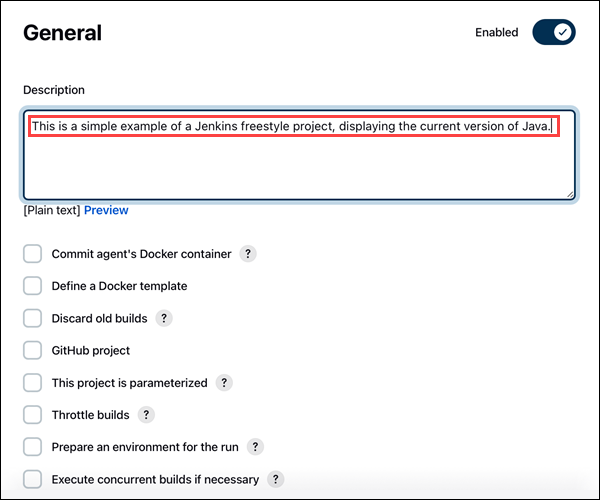 General
Enabled
Description
This is a simple example of a Jenkins freestyle project, displaying the current version of Java.
[Plain text] Preview
Commit agent's Docker container ?
Define a Docker template
Discard old builds ?
GitHub project
This project is parameterized ?
Throttle builds ?
Prepare an environment for the run ?
Execute concurrent builds if necessary ?